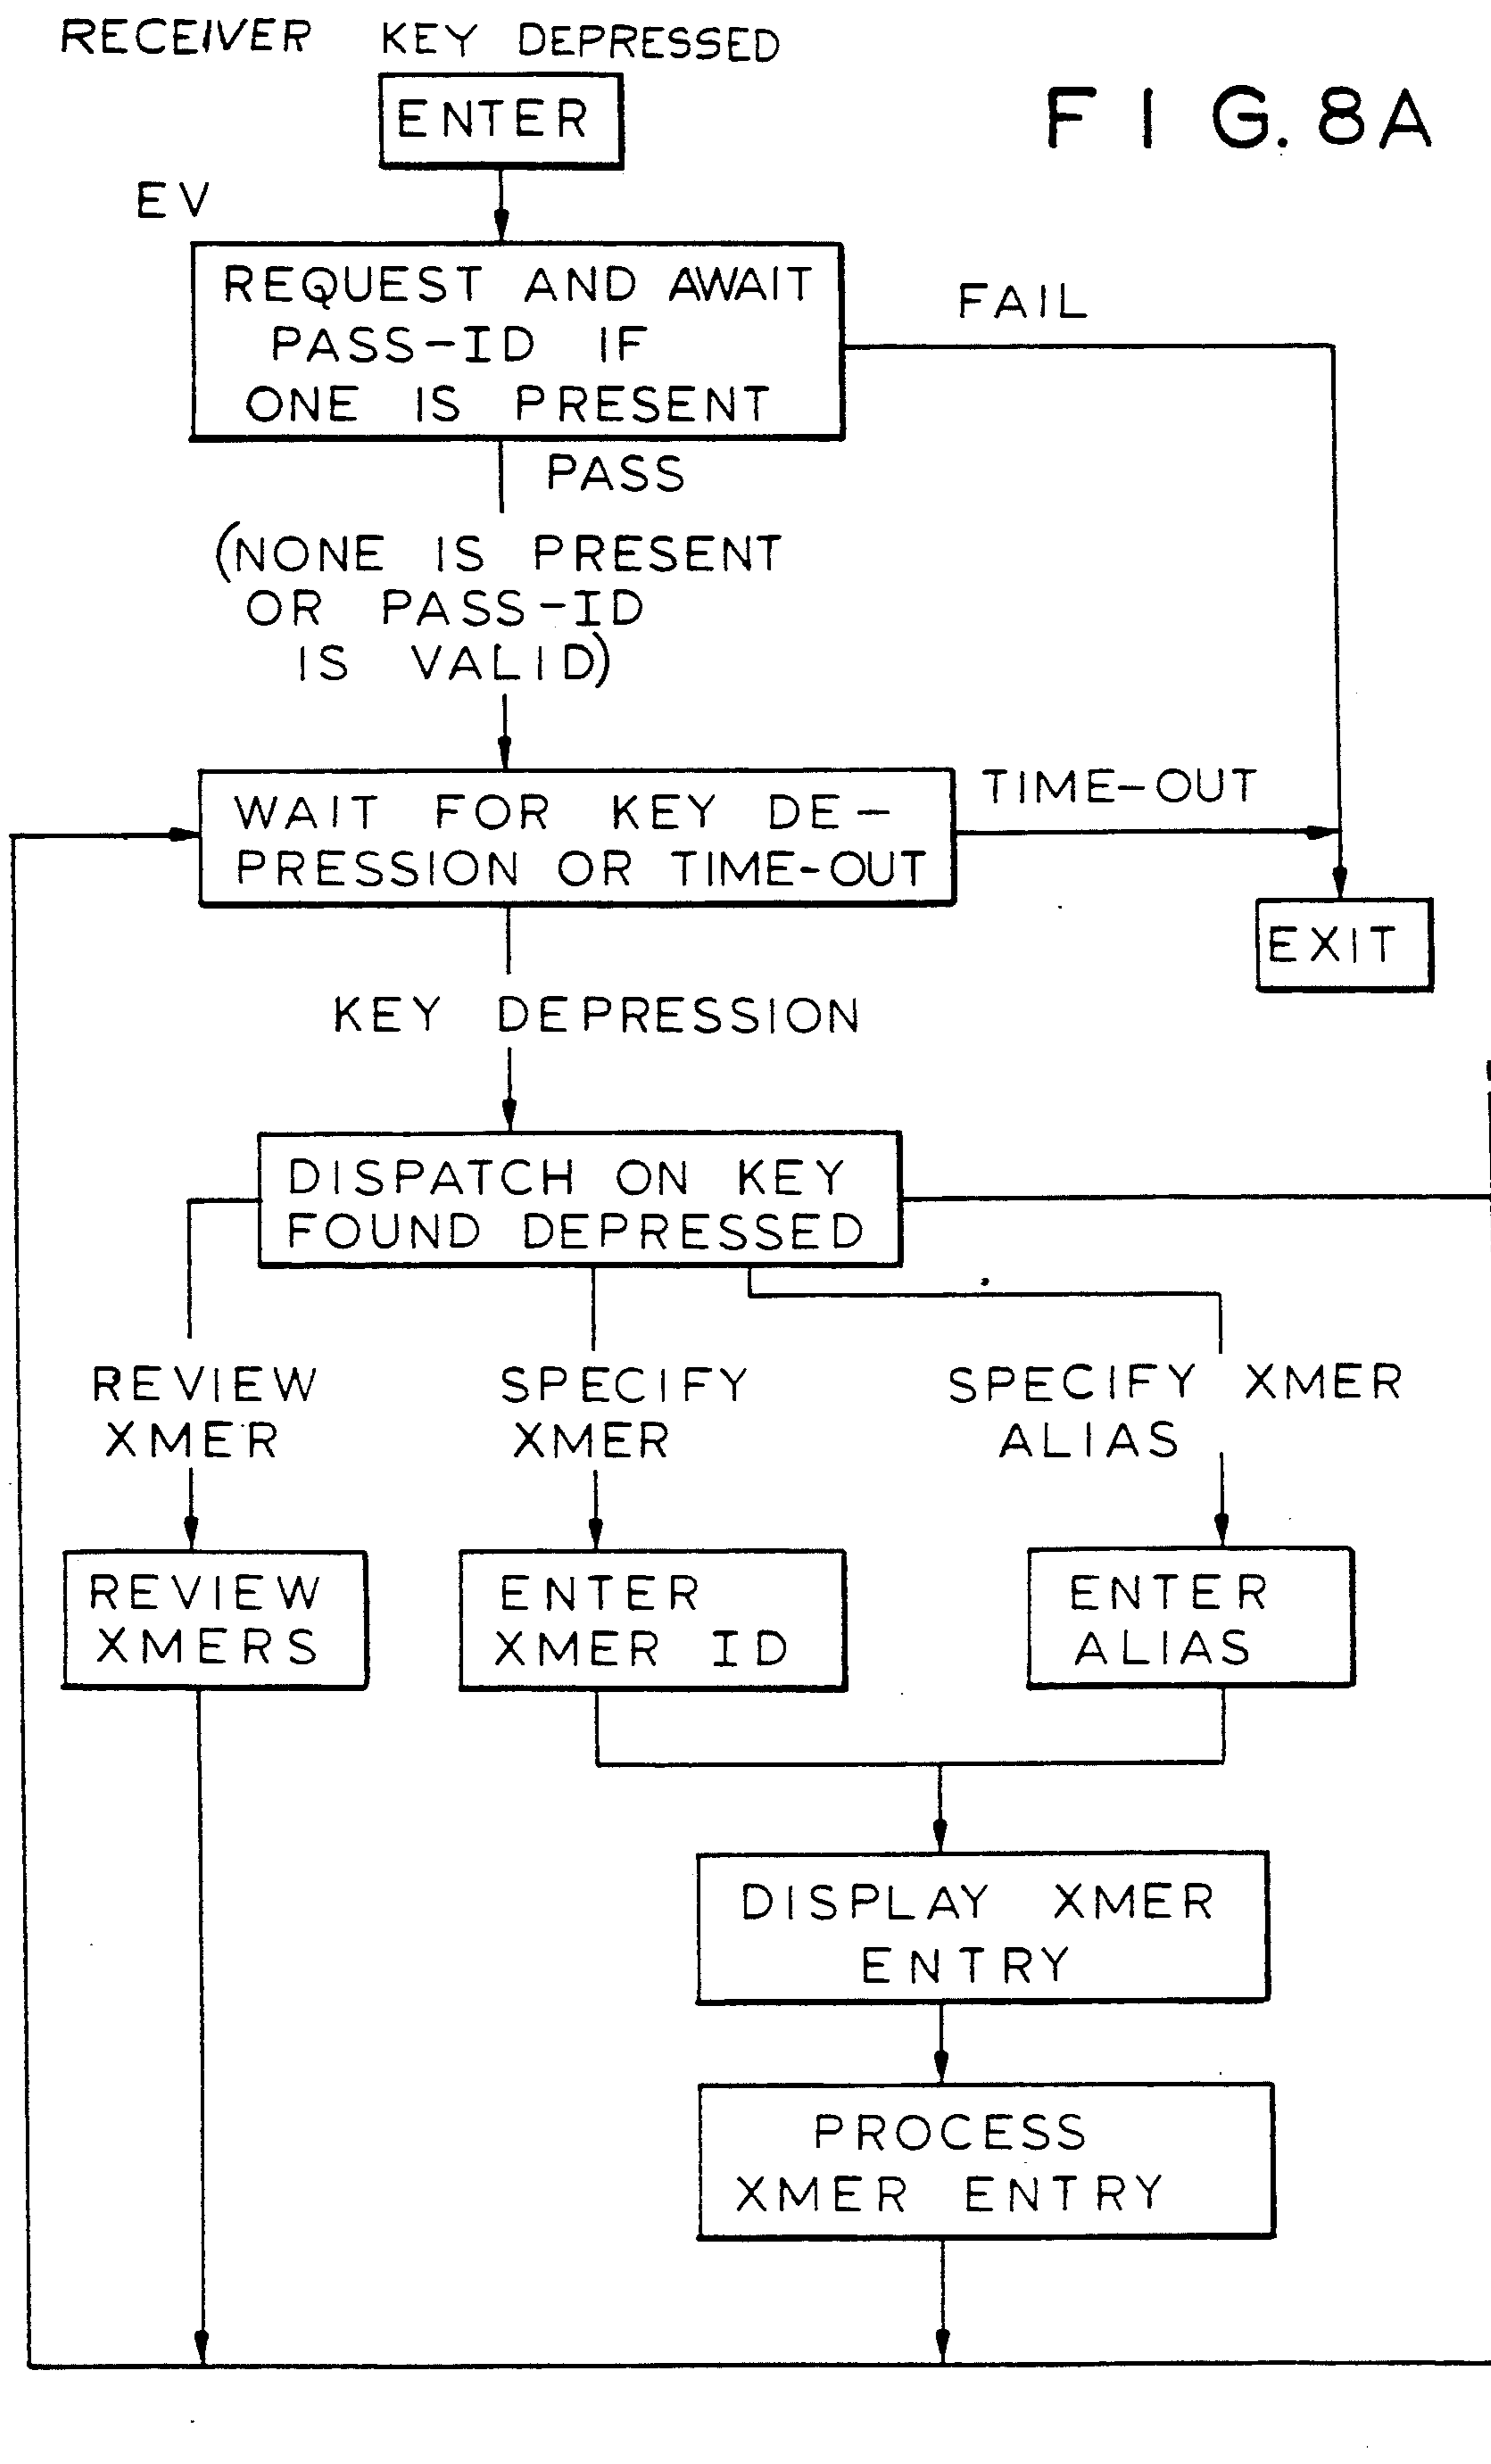 RECEIVER KEY DEPRESSED
ENTER
FIG. 8A
EV
REQUEST AND AWAIT
PASS-ID IF
ONE IS PRESENT
FAIL
PASS
(NONE IS PRESENT
OR PASS-ID
IS VALID)
WAIT FOR KEY DE-
PRESSION OR TIME-OUT
TIME-OUT
EXIT
KEY DEPRESSION
DISPATCH ON KEY
FOUND DEPRESSED
REVIEW
XMER
SPECIFY
XMER
SPECIFY XMER
ALIAS
REVIEW
XMERS
ENTER
XMER ID
ENTER
ALIAS
DISPLAY XMER
ENTRY
PROCESS
XMER ENTRY